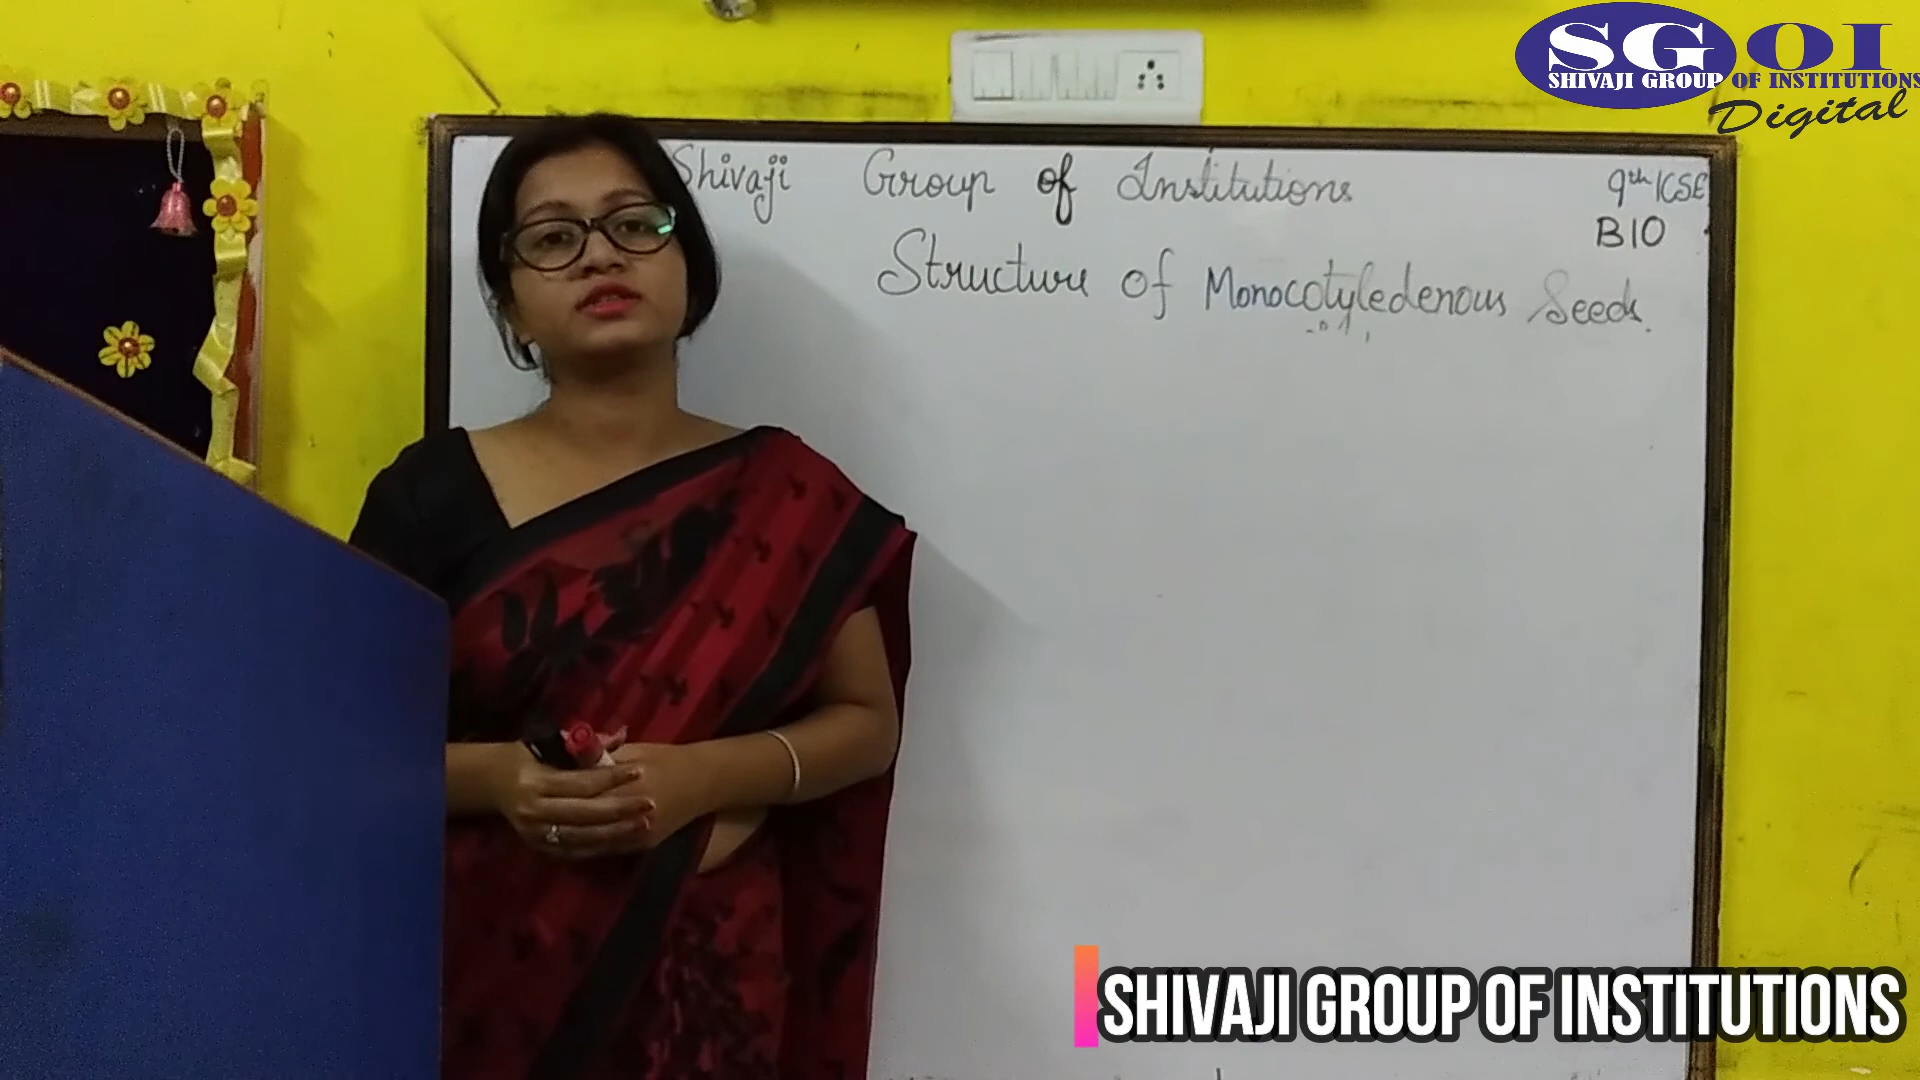 SGOI
SHIVAJI GROUP OF INSTITUTIONS
Digital
Shivaji Group of Institutions
9th ICSE
BIO
Structure of Monocotyledenous Seeds.
SHIVAJI GROUP OF INSTITUTIONS